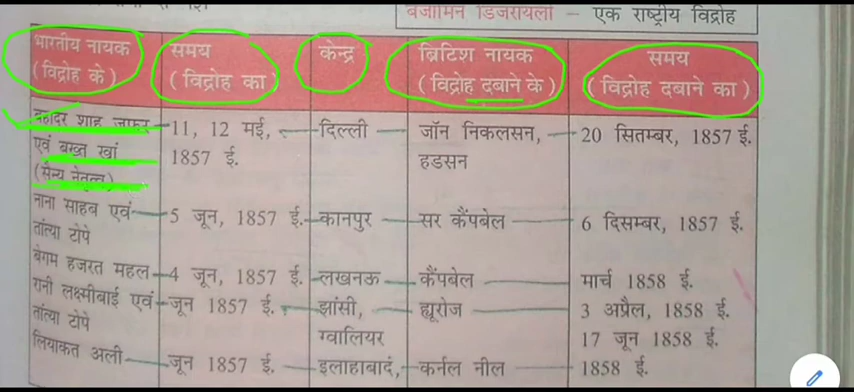 बेंजामिन डिजरायली – एक राष्ट्रीय विद्रोह
भारतीय नायक समय केन्द्र ब्रिटिश नायक समय
(विद्रोह के) (विद्रोह का) (विद्रोह दबाने के) (विद्रोह दबाने का)
बहादुर शाह जफर 11, 12 मई, दिल्ली जॉन निकलसन, 20 सितम्बर, 1857 ई.
एवं बख्त खां 1857 ई. हडसन
(सैन्य नेतृत्व)
नाना साहब एवं 5 जून, 1857 ई. कानपुर सर कैंपबेल 6 दिसम्बर, 1857 ई.
तांत्या टोपे
बेगम हजरत महल 4 जून, 1857 ई. लखनऊ कैंपबेल मार्च 1858 ई.
रानी लक्ष्मीबाई एवं जून 1857 ई. झांसी, ह्यूरोज 3 अप्रैल, 1858 ई.
तांत्या टोपे ग्वालियर 17 जून 1858 ई.
लियाकत अली जून 1857 ई. इलाहाबाद, कर्नल नील 1858 ई.